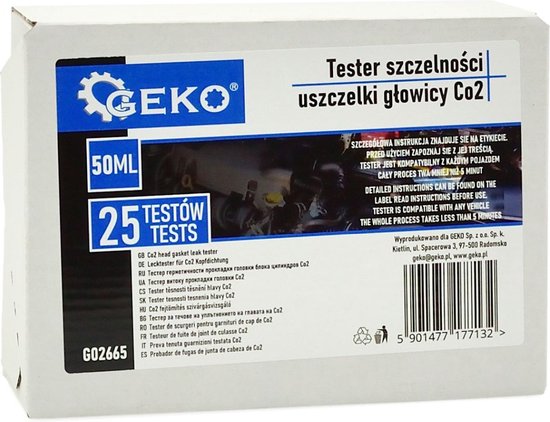 GEKO®
Tester szczelności
uszczelki głowicy Co2
50ML
25 TESTÓW
TESTS
SZCZEGÓŁOWA INSTRUKCJA ZNAJDUJE SIĘ NA ETYKIECIE.
PRZED UŻYCIEM ZAPOZNAJ SIĘ Z JEJ TREŚCIĄ.
TESTER JEST KOMPATYBILNY Z KAŻDYM POJAZDEM
CAŁY PROCES TWA MNIEJ NIŻ 5 MINUT
DETAILED INSTRUCTIONS CAN BE FOUND ON THE
LABEL READ INSTRUCTIONS BEFORE USE.
TESTER IS COMPATIBLE WITH ANY VEHICLE
THE WHOLE PROCESS TAKES LESS THAN 5 MINUTES
Wyprodukowano dla GEKO Sp. z o.o. Sp. k.
Kietlin, ul. Spacerowa 3, 97-500 Radomsko
geko@geko.pl, www.geko.pl
GB Co2 head gasket leak tester
DE Lecktester für Co2 Kopfdichtung
RU Тестер герметичности прокладки головки блока цилиндров Co2
UA Тестер витоку прокладки головки Co2
CS Tester těsnosti těsnění hlavy Co2
SK Tester tesnosti tesnenia hlavy Co2
HU Co2 fejtömítés szivárgásvizsgáló
BG Тестер за течове на уплътнението на главата на Co2
RO Tester de scurgeri pentru garnituri de cap de Co2
FR Testeur de fuite de joint de culasse Co2
IT Prova tenuta guarnizioni testata Co2
ES Probador de fugas de junta de cabeza de Co2
G02665
5 901477 177132 >